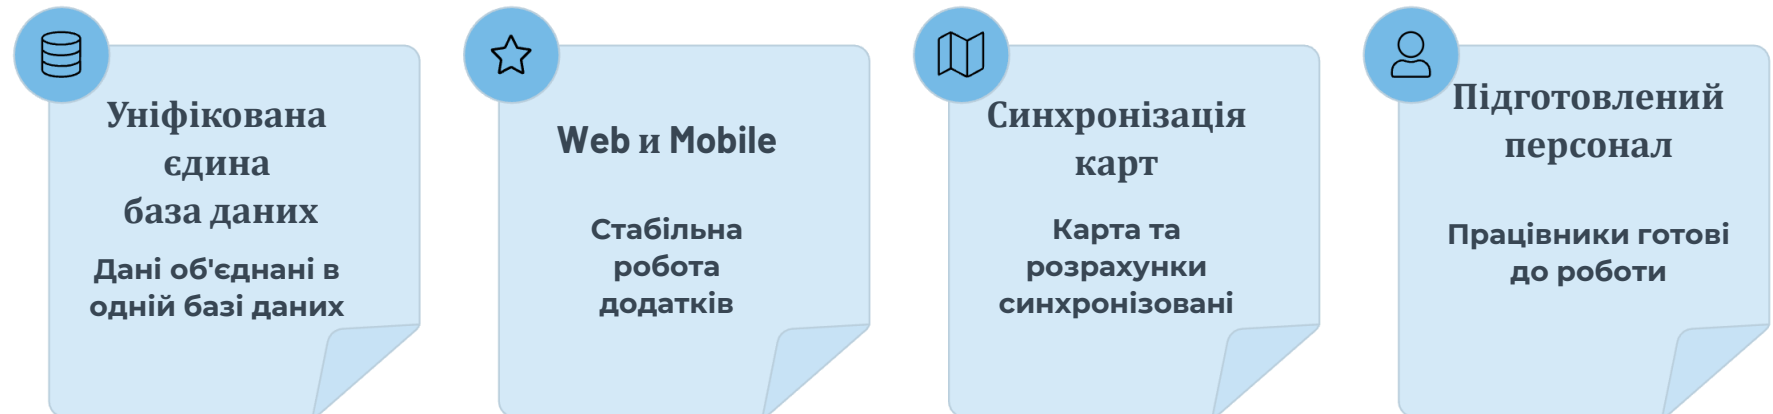 Уніфікована
єдина
база даних
Дані об'єднані в
одній базі даних
Web и Mobile
Стабільна
робота
додатків
Синхронізація
карт
Карта та
розрахунки
синхронізовані
Підготовлений
персонал
Працівники готові
до роботи